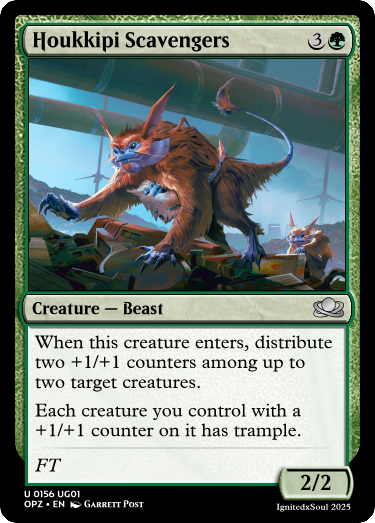 Houkkipi Scavengers 3
Creature — Beast
When this creature enters, distribute
two +1/+1 counters among up to
two target creatures.
Each creature you control with a
+1/+1 counter on it has trample.
FT
2/2
U 0156 UG01
OPZ • EN Garrett Post
IgnitedxSoul 2025